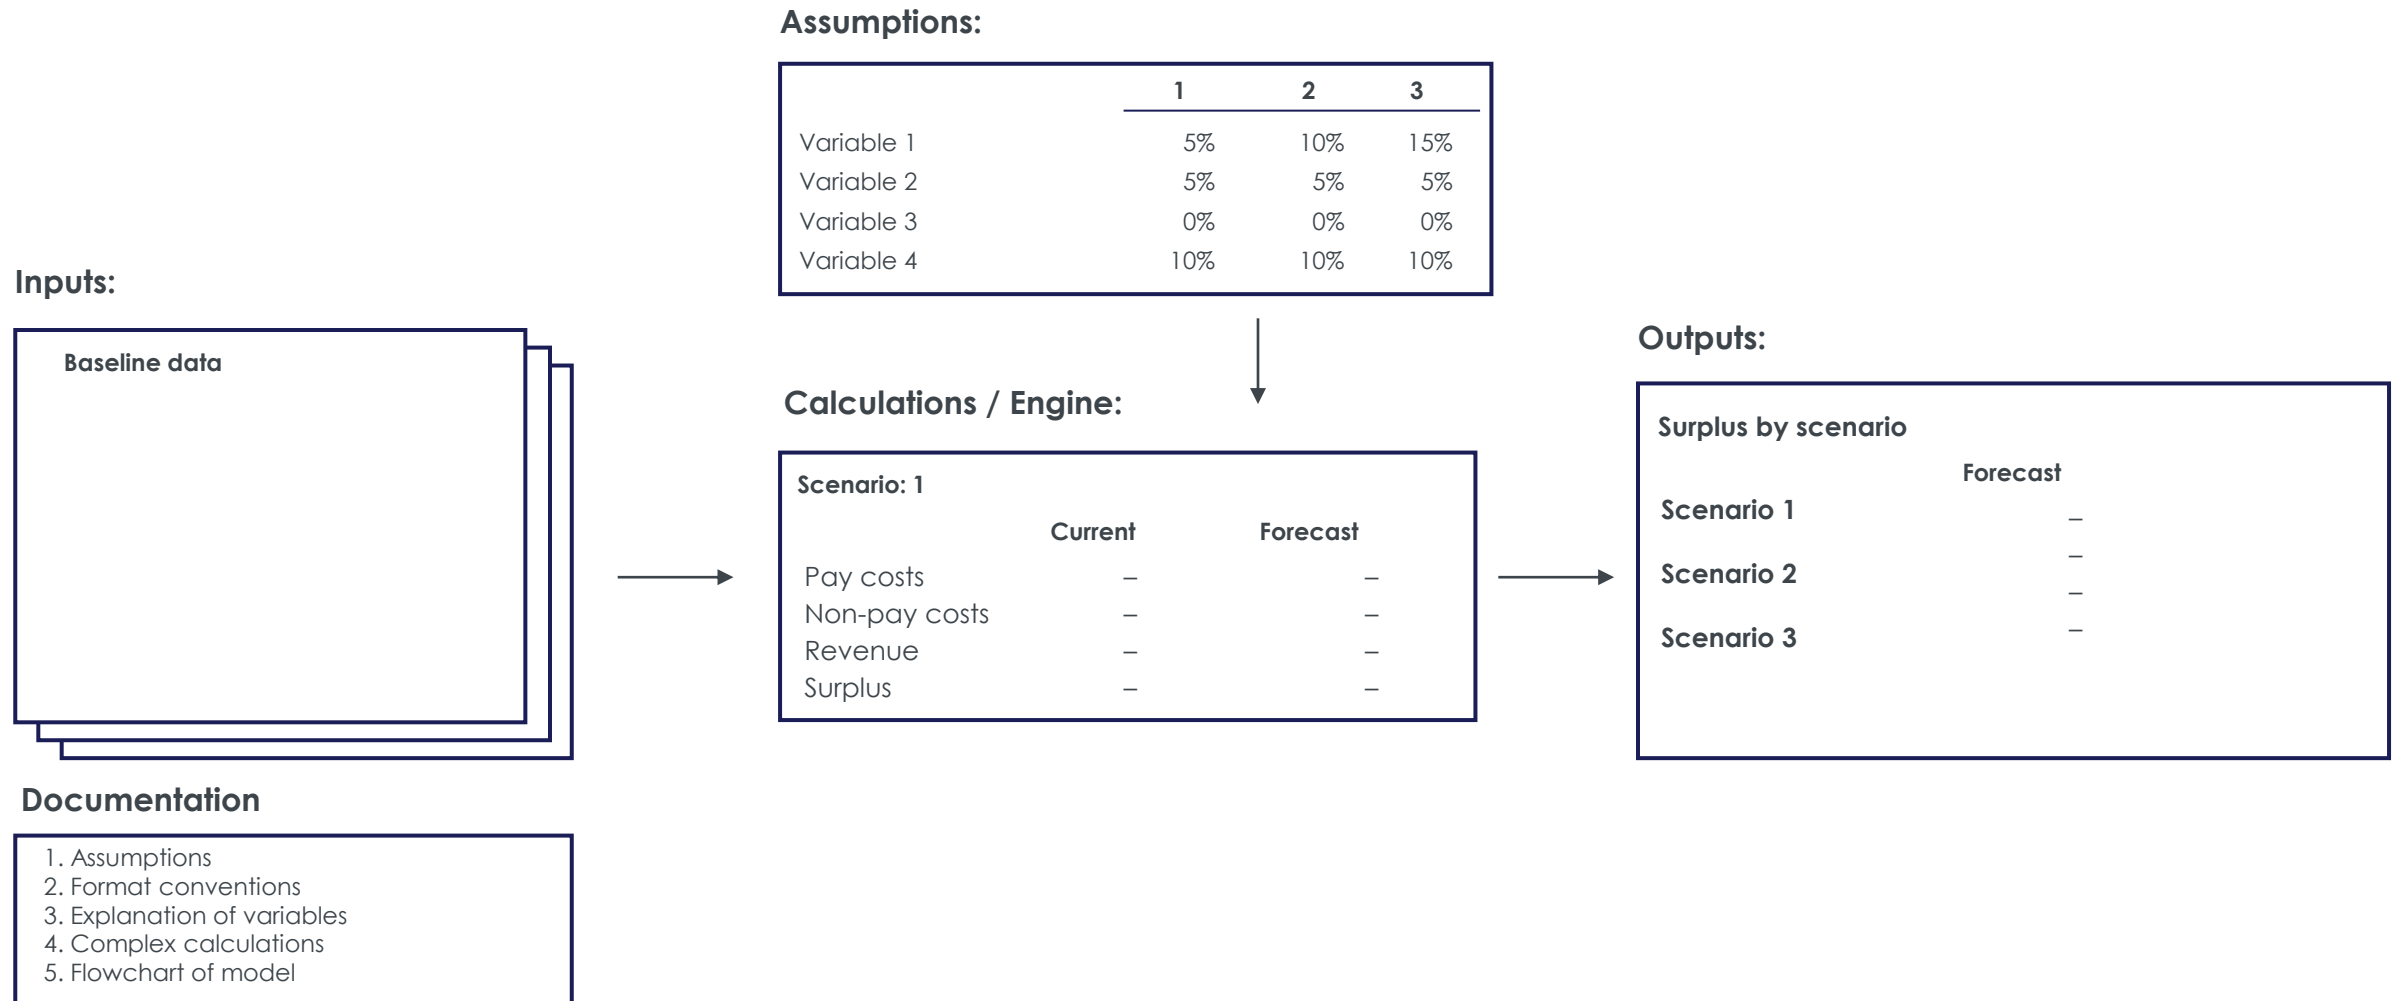 Assumptions:
1 2 3
Variable 1 5% 10% 15%
Variable 2 5% 5% 5%
Variable 3 0% 0% 0%
Variable 4 10% 10% 10%
Inputs:
Baseline data
Calculations / Engine:
Scenario: 1
Current Forecast
Pay costs – –
Non-pay costs – –
Revenue – –
Surplus – –
Outputs:
Surplus by scenario
Forecast
Scenario 1 –
–
Scenario 2
–
Scenario 3 –
Documentation
1. Assumptions
2. Format conventions
3. Explanation of variables
4. Complex calculations
5. Flowchart of model